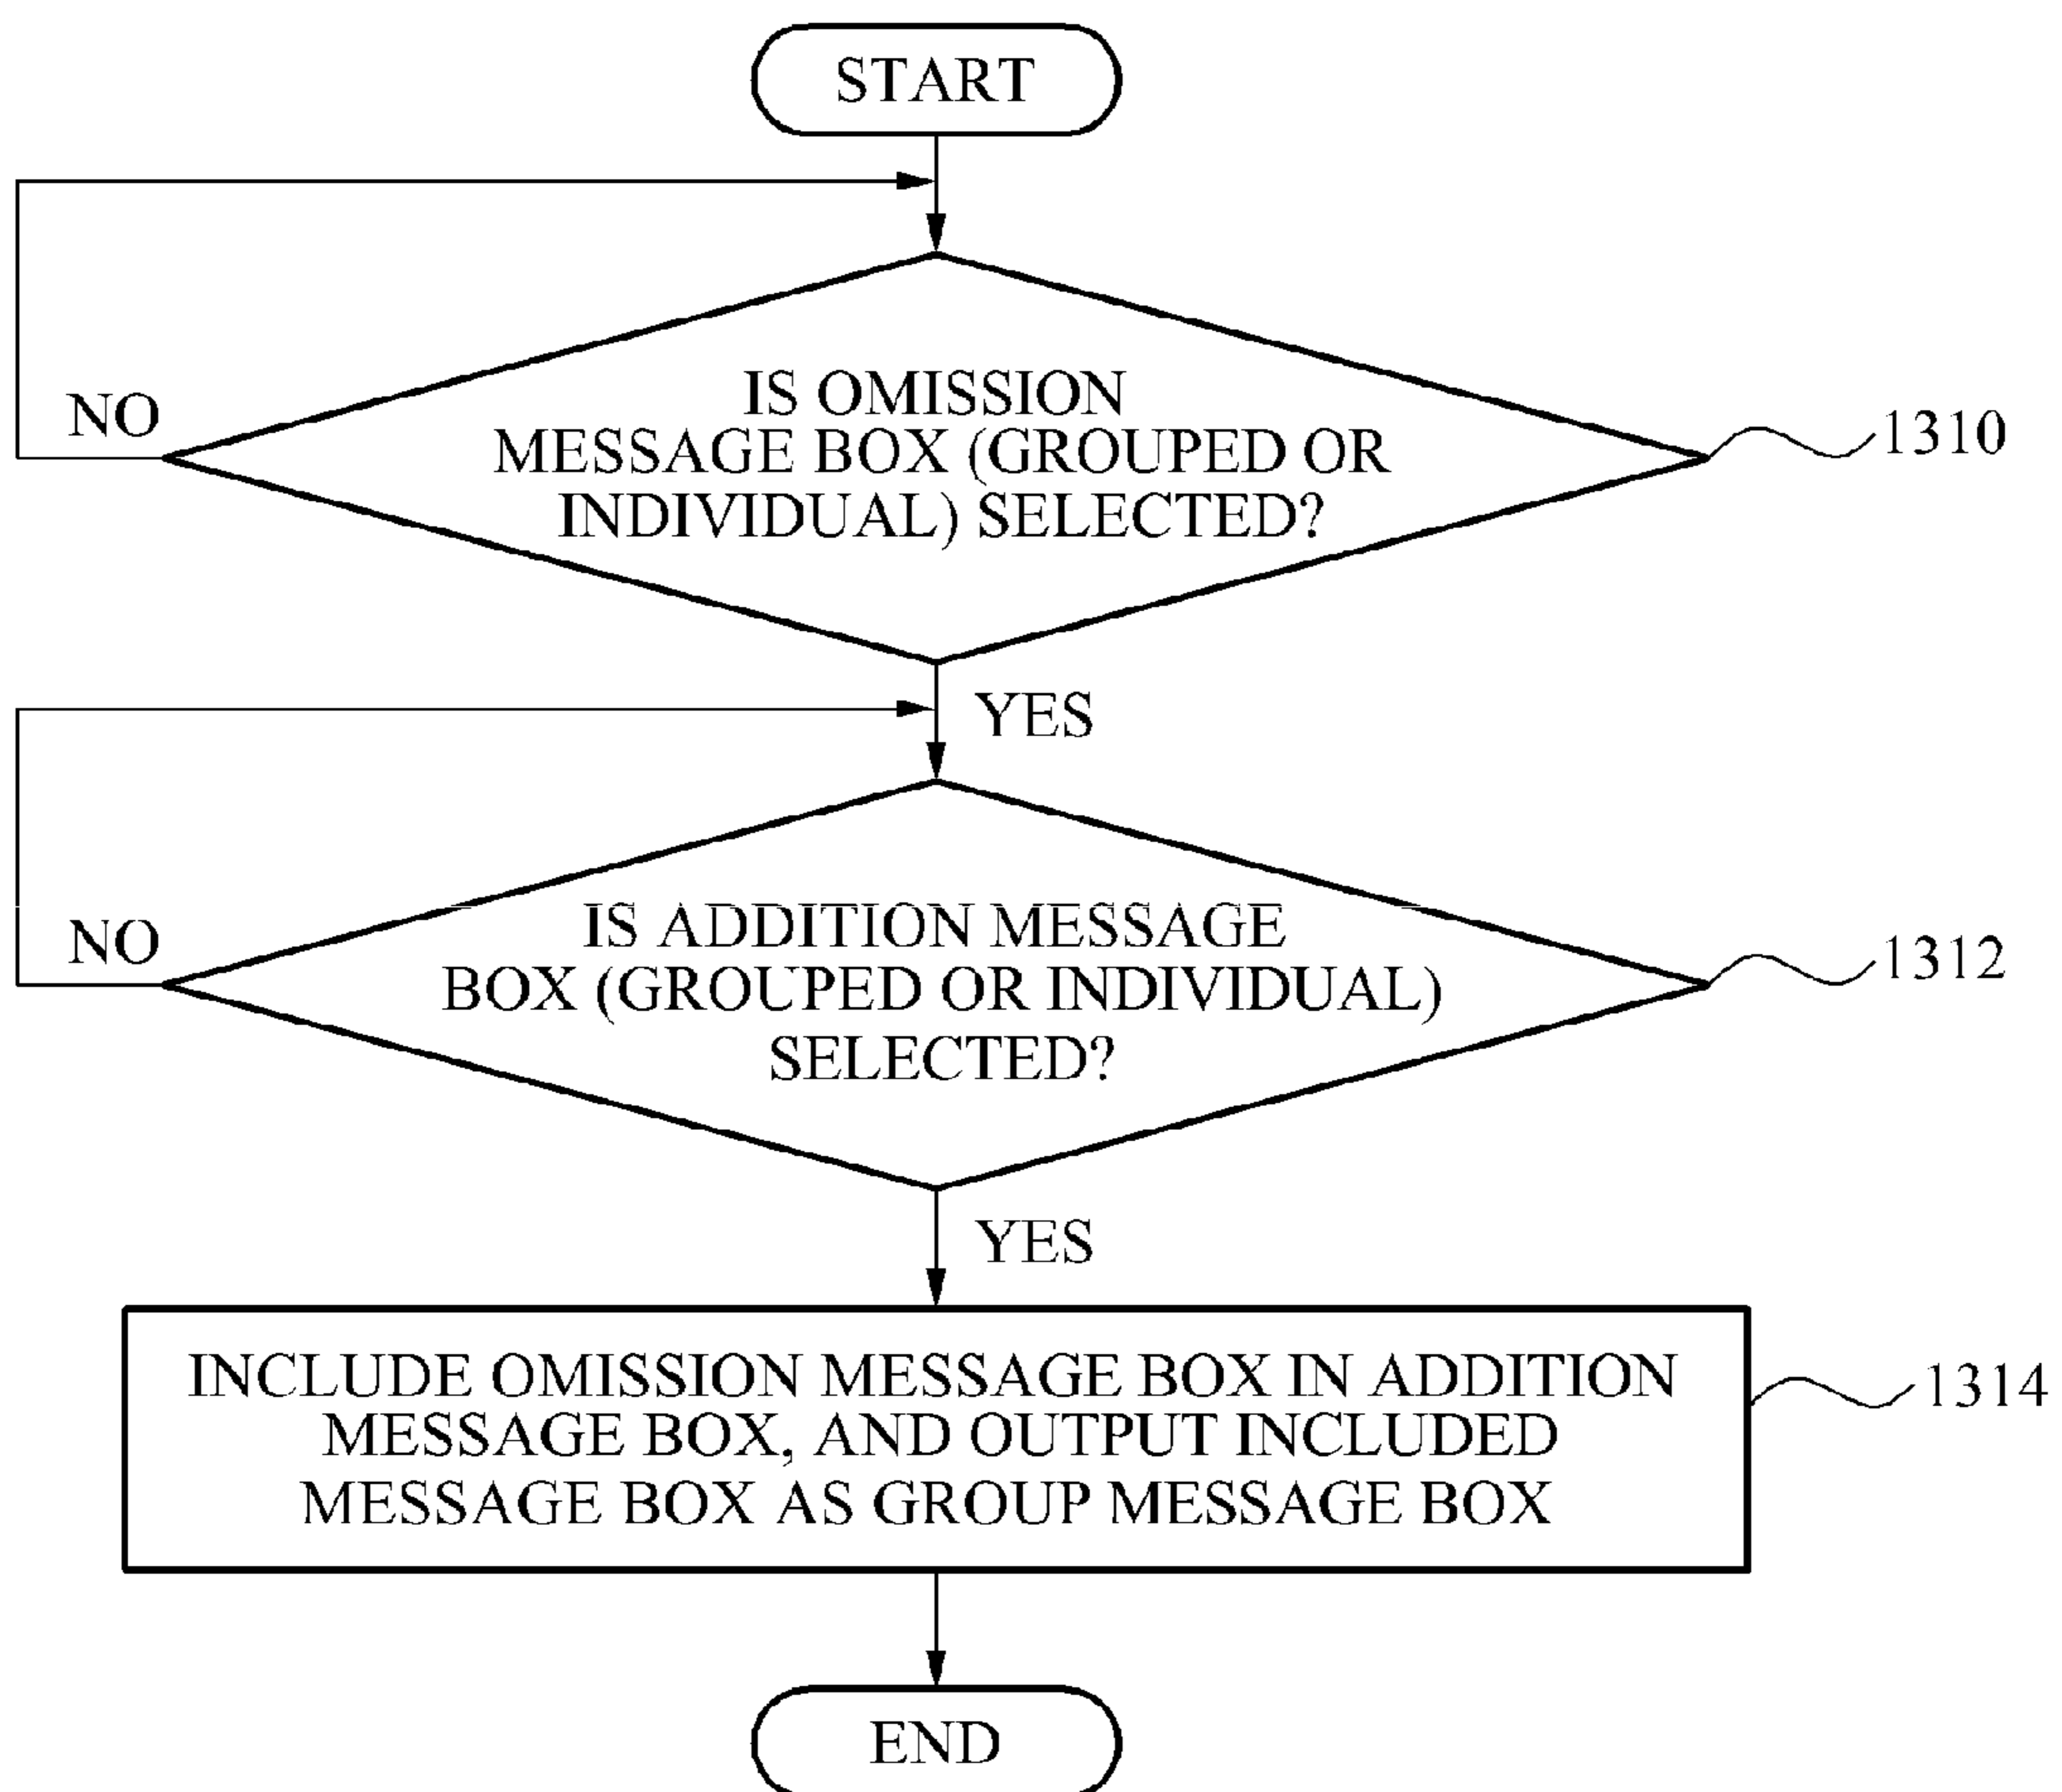 START
NO
IS OMISSION
MESSAGE BOX (GROUPED OR
INDIVIDUAL) SELECTED?
1310
YES
NO
IS ADDITION MESSAGE
BOX (GROUPED OR INDIVIDUAL)
SELECTED?
1312
YES
INCLUDE OMISSION MESSAGE BOX IN ADDITION
MESSAGE BOX, AND OUTPUT INCLUDED
MESSAGE BOX AS GROUP MESSAGE BOX
1314
END